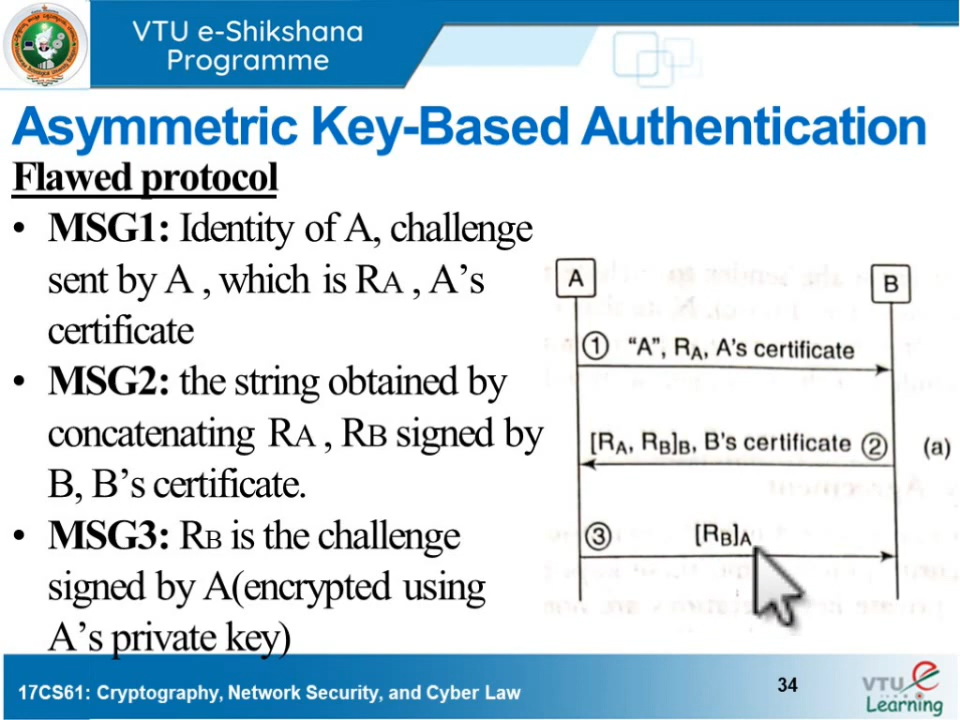 VTU e-Shikshana
Programme
Asymmetric Key-Based Authentication
Flawed protocol
• MSG1: Identity of A, challenge
sent by A , which is RA , A's
certificate
• MSG2: the string obtained by
concatenating RA , RB signed by
B, B's certificate.
• MSG3: RB is the challenge
signed by A(encrypted using
A's private key)
A
B
① "A", RA, A's certificate
[RA, RB]B, B's certificate ②
(a)
③ [RB]A
17CS61: Cryptography, Network Security, and Cyber Law
34
VTU e
Learning